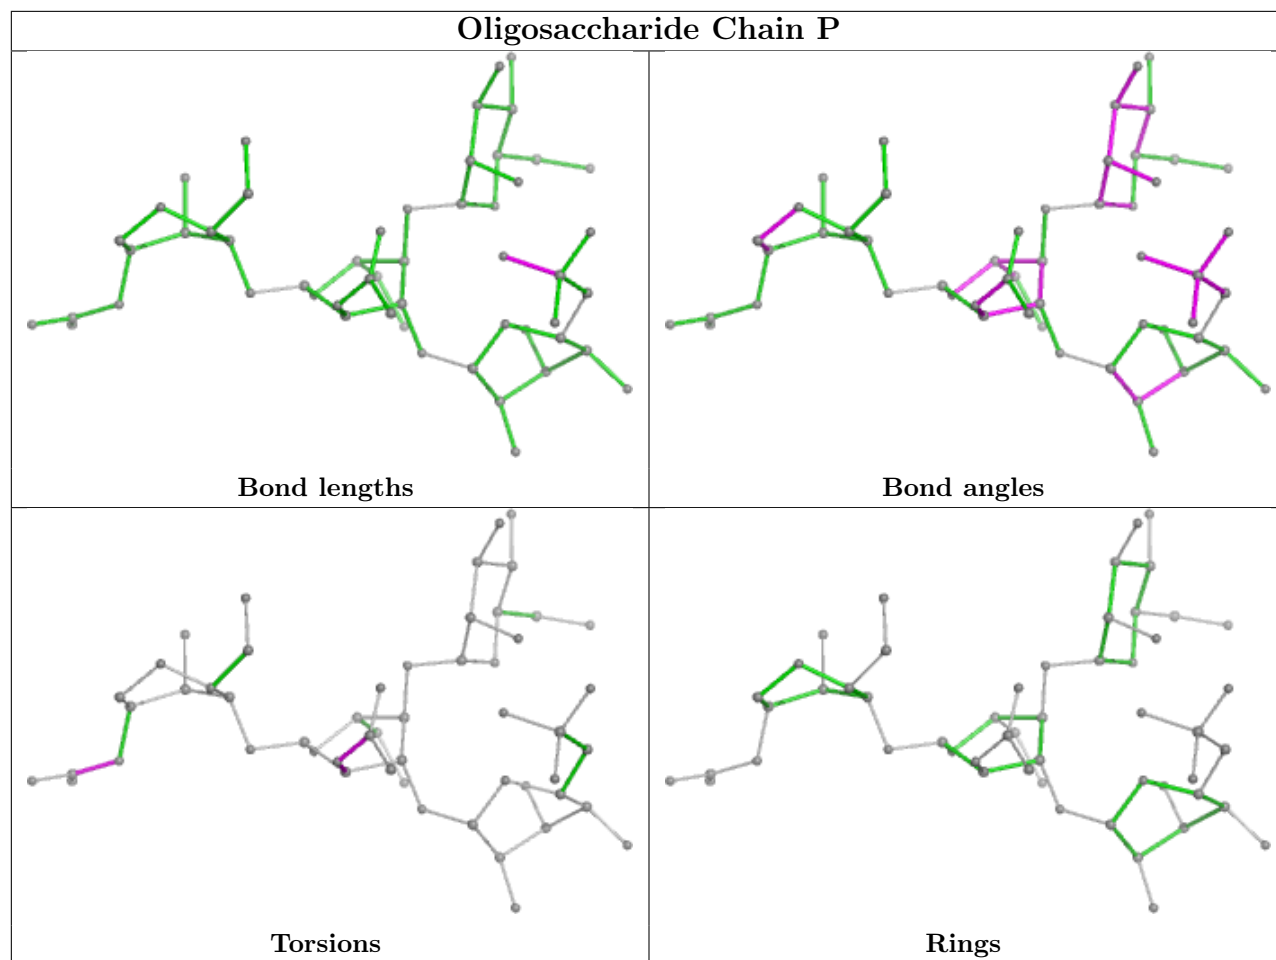 Oligosaccharide Chain P
Bond lengths
Bond angles
Torsions
Rings